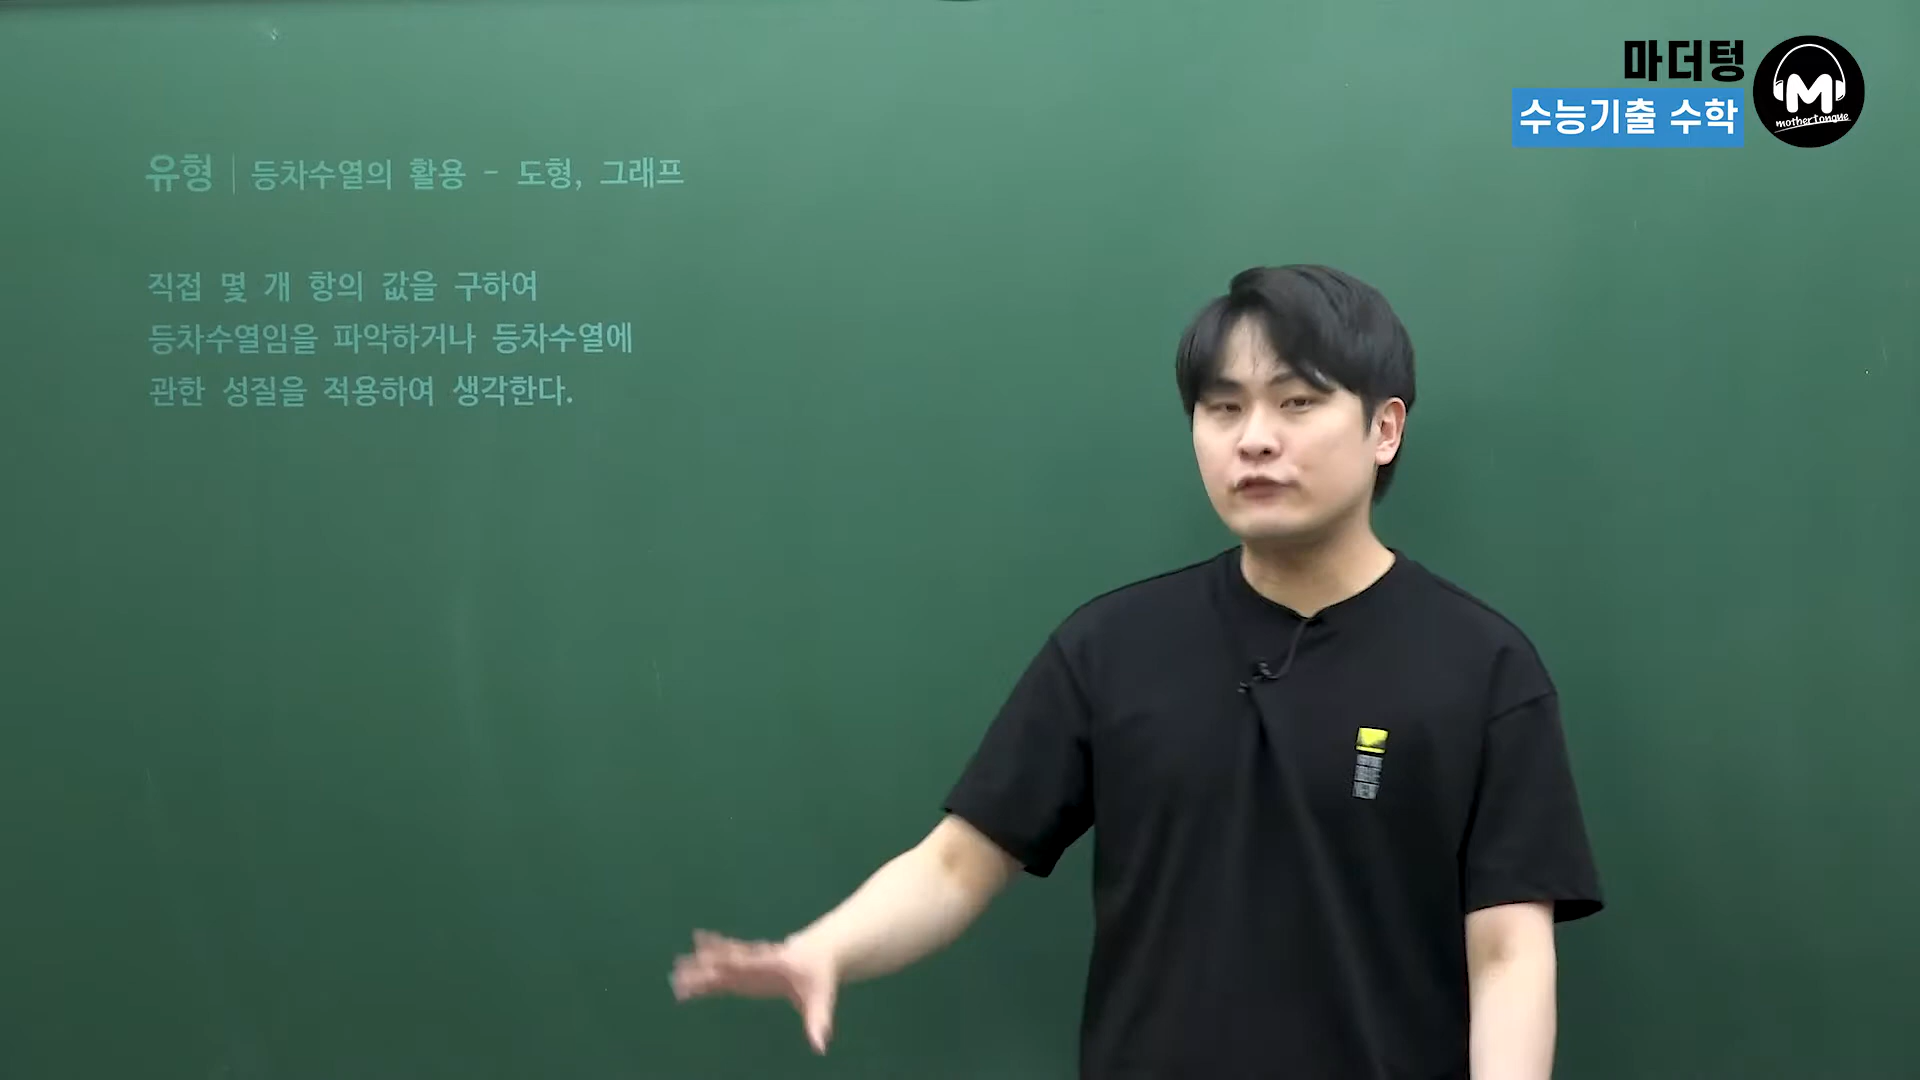 마더텅
수능기출 수학
M
mothertongue
유형 | 등차수열의 활용 - 도형, 그래프
직접 몇 개 항의 값을 구하여
등차수열임을 파악하거나 등차수열에
관한 성질을 적용하여 생각한다.